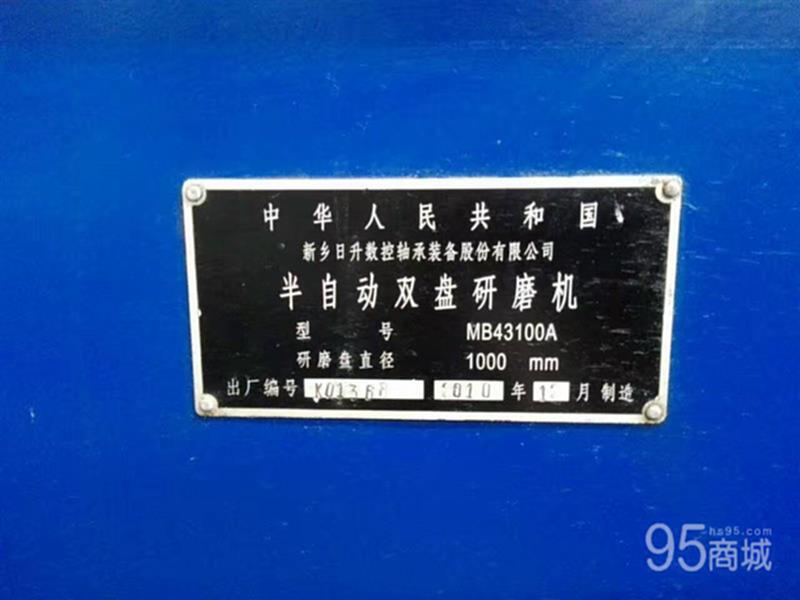 中华人民共和国
新乡日升数控轴承装备股份有限公司
半自动双盘研磨机
型 号 MB43100A
研磨盘直径 1000 mm
出厂编号 年 月 制造
hs95.com
95商城